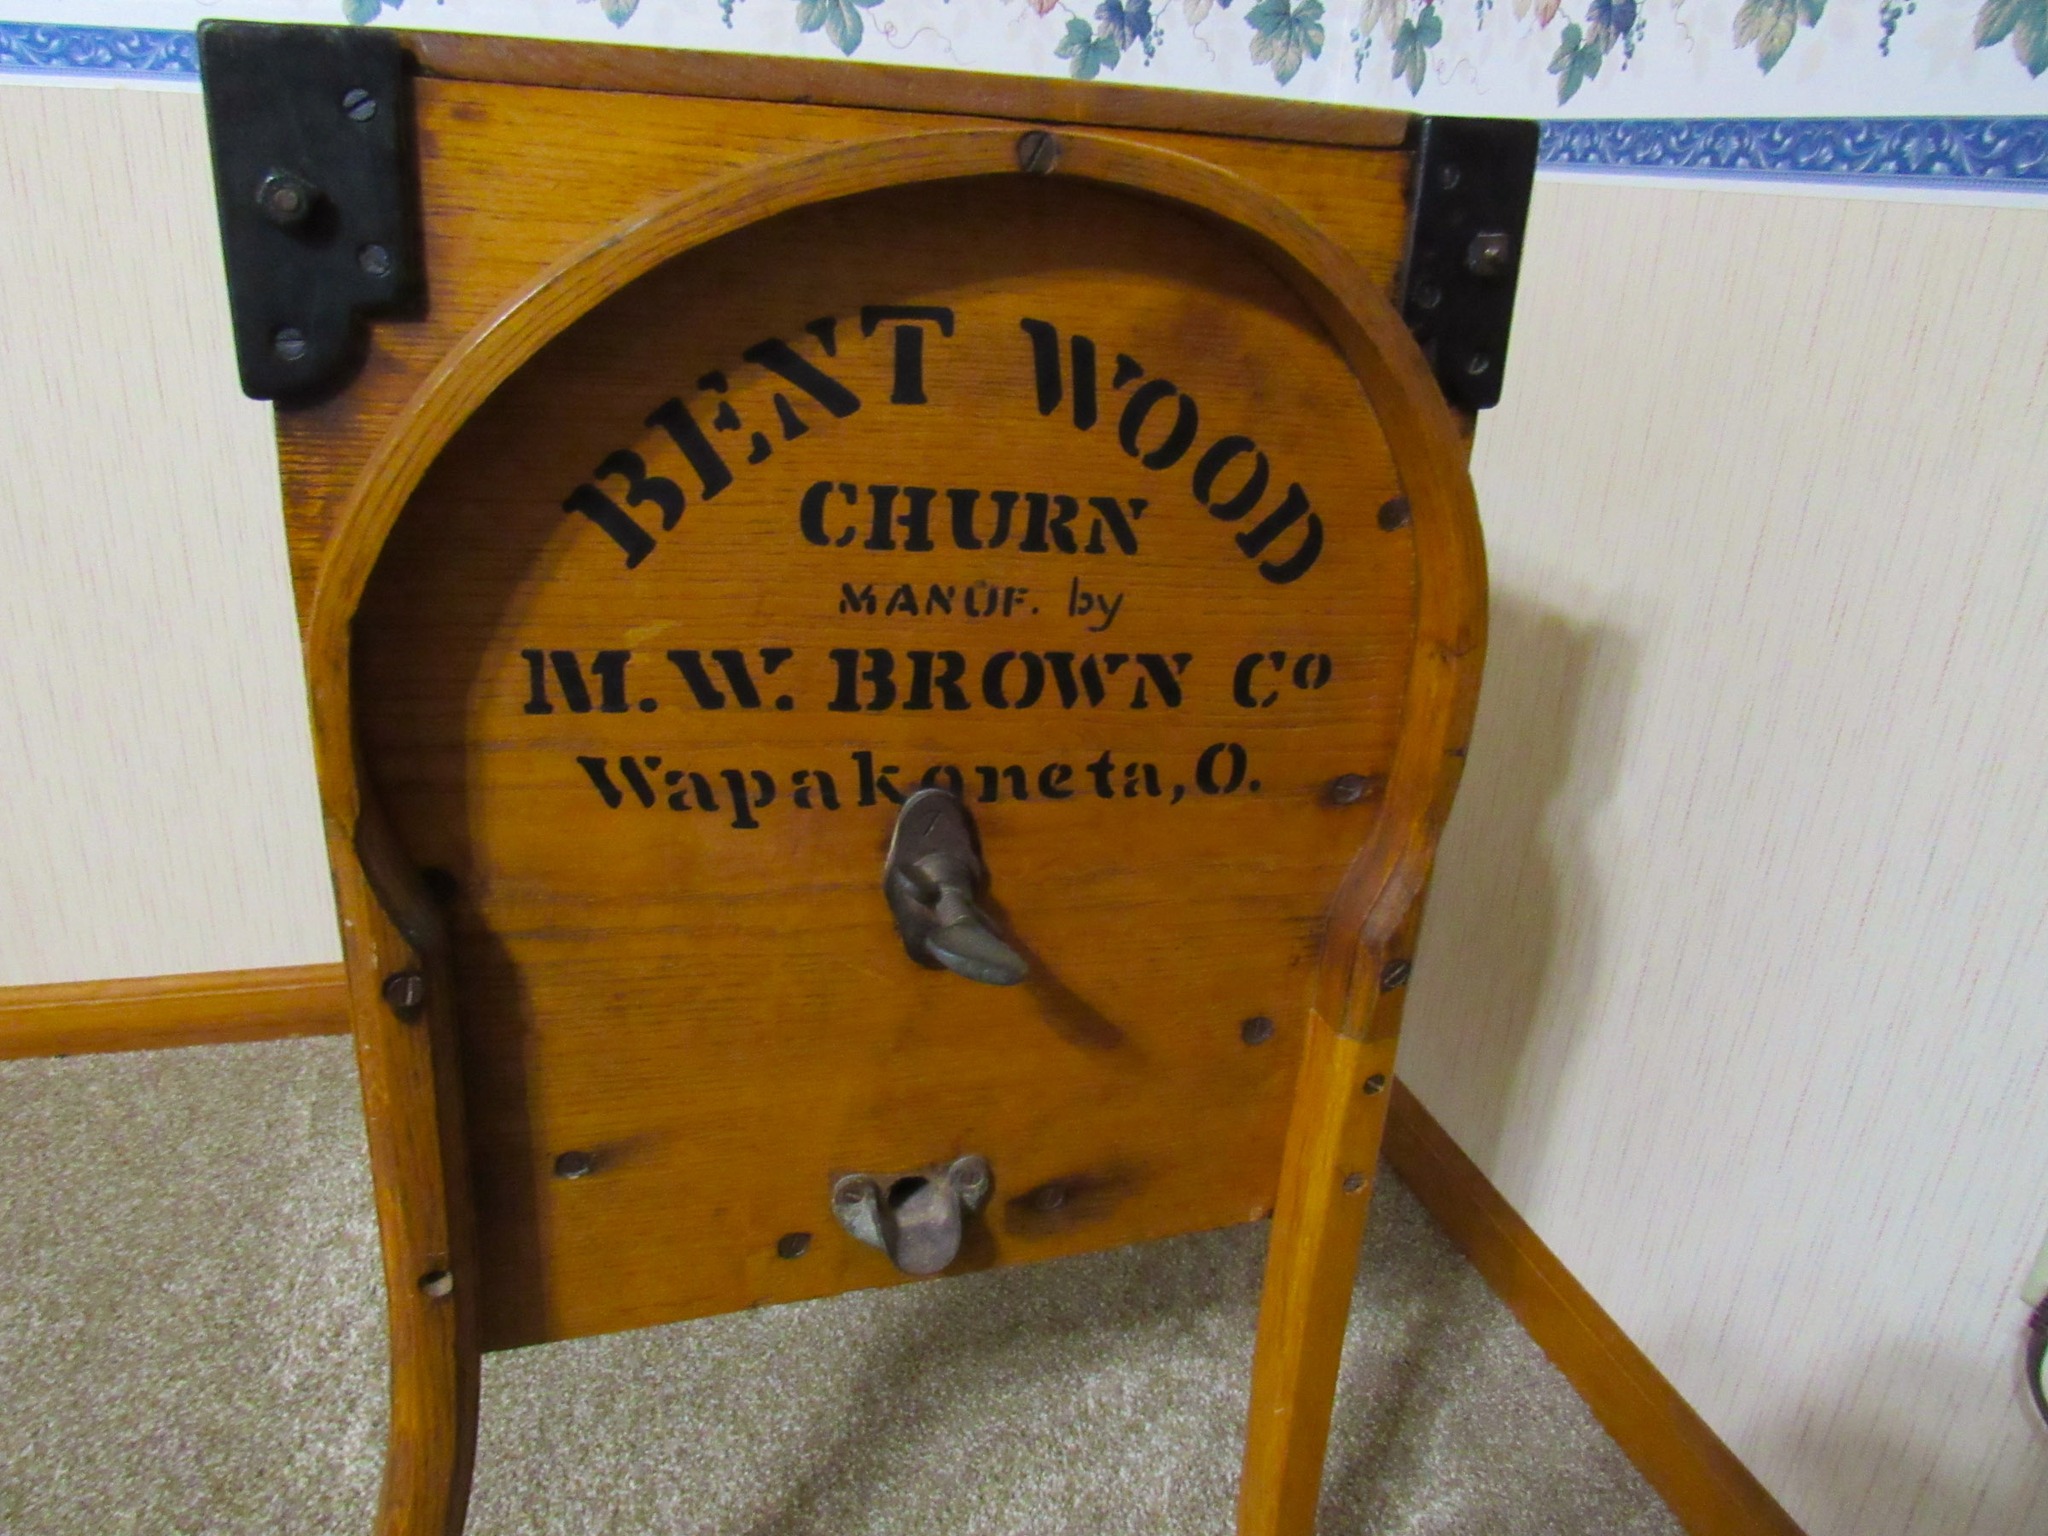 BENT WOOD
CHURN
MANUF. by
M. W. BROWN Co
Wapakoneta, O.